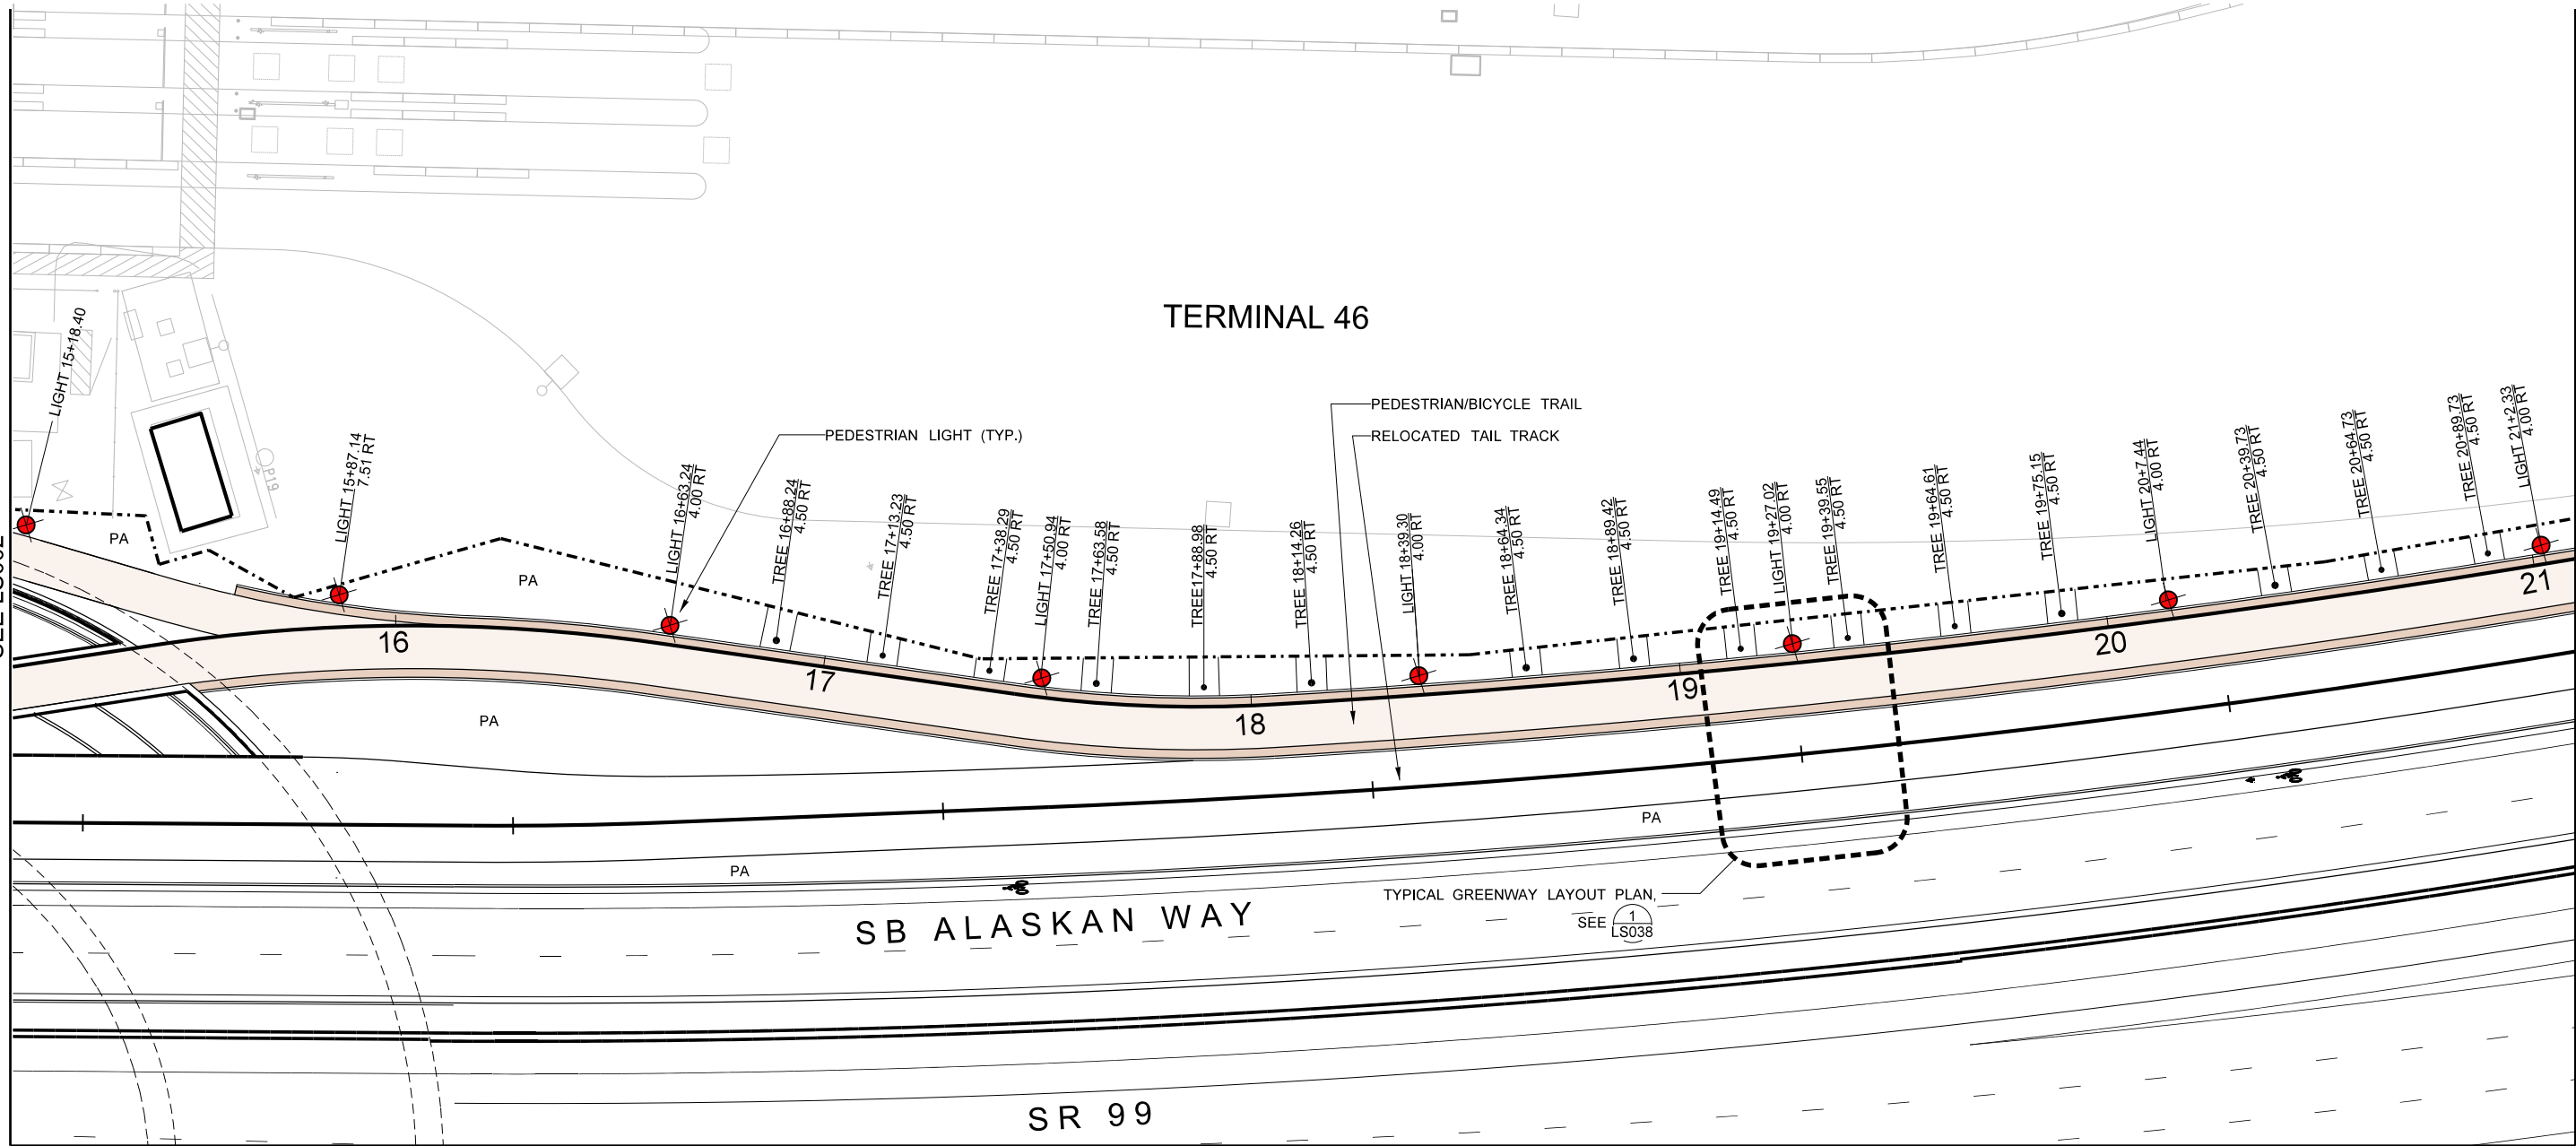 TERMINAL 46
LIGHT 15+18.40
LIGHT 15+87.14
7.51 RT
PEDESTRIAN LIGHT (TYP.)
LIGHT 16+63.24
4.00 RT
TREE 16+88.24
4.50 RT
TREE 17+13.23
4.50 RT
TREE 17+38.29
4.50 RT
LIGHT 17+50.94
4.00 RT
TREE 17+63.58
4.50 RT
TREE17+88.98
4.50 RT
TREE 18+14.26
4.50 RT
PEDESTRIAN/BICYCLE TRAIL
RELOCATED TAIL TRACK
LIGHT 18+39.30
4.00 RT
TREE 18+64.34
4.50 RT
TREE 18+89.42
4.50 RT
TREE 19+14.49
4.50 RT
LIGHT 19+27.02
4.00 RT
TREE 19+39.55
4.50 RT
TREE 19+64.61
4.50 RT
TREE 19+75.15
4.50 RT
LIGHT 20+7.44
4.00 RT
TREE 20+39.73
4.50 RT
TREE 20+64.73
4.50 RT
TREE 20+89.73
4.50 RT
LIGHT 21+2.33
4.00 RT
P19
PA
PA
16
17
18
19
20
21
PA
PA
PA
TYPICAL GREENWAY LAYOUT PLAN,
SEE 1
LS038
SB ALASKAN WAY
SR 99